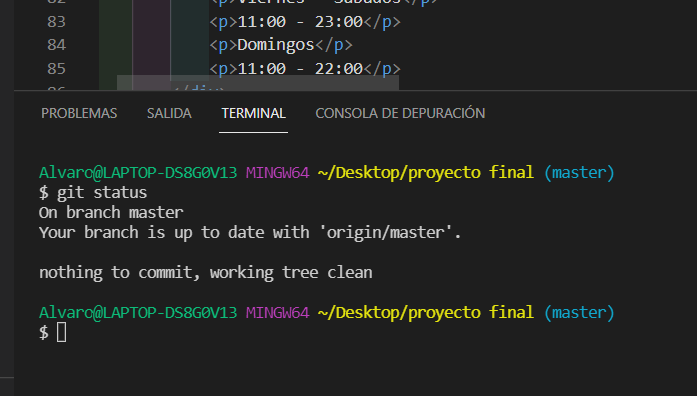 82 <p>Viernes - Sabados</p>
83 <p>11:00 - 23:00</p>
84 <p>Domingos</p>
85 <p>11:00 - 22:00</p>
86 </div>
PROBLEMAS SALIDA TERMINAL CONSOLA DE DEPURACIÓN
Alvaro@LAPTOP-DS8G0V13 MINGW64 ~/Desktop/proyecto final (master)
$ git status
On branch master
Your branch is up to date with 'origin/master'.
nothing to commit, working tree clean
Alvaro@LAPTOP-DS8G0V13 MINGW64 ~/Desktop/proyecto final (master)
$